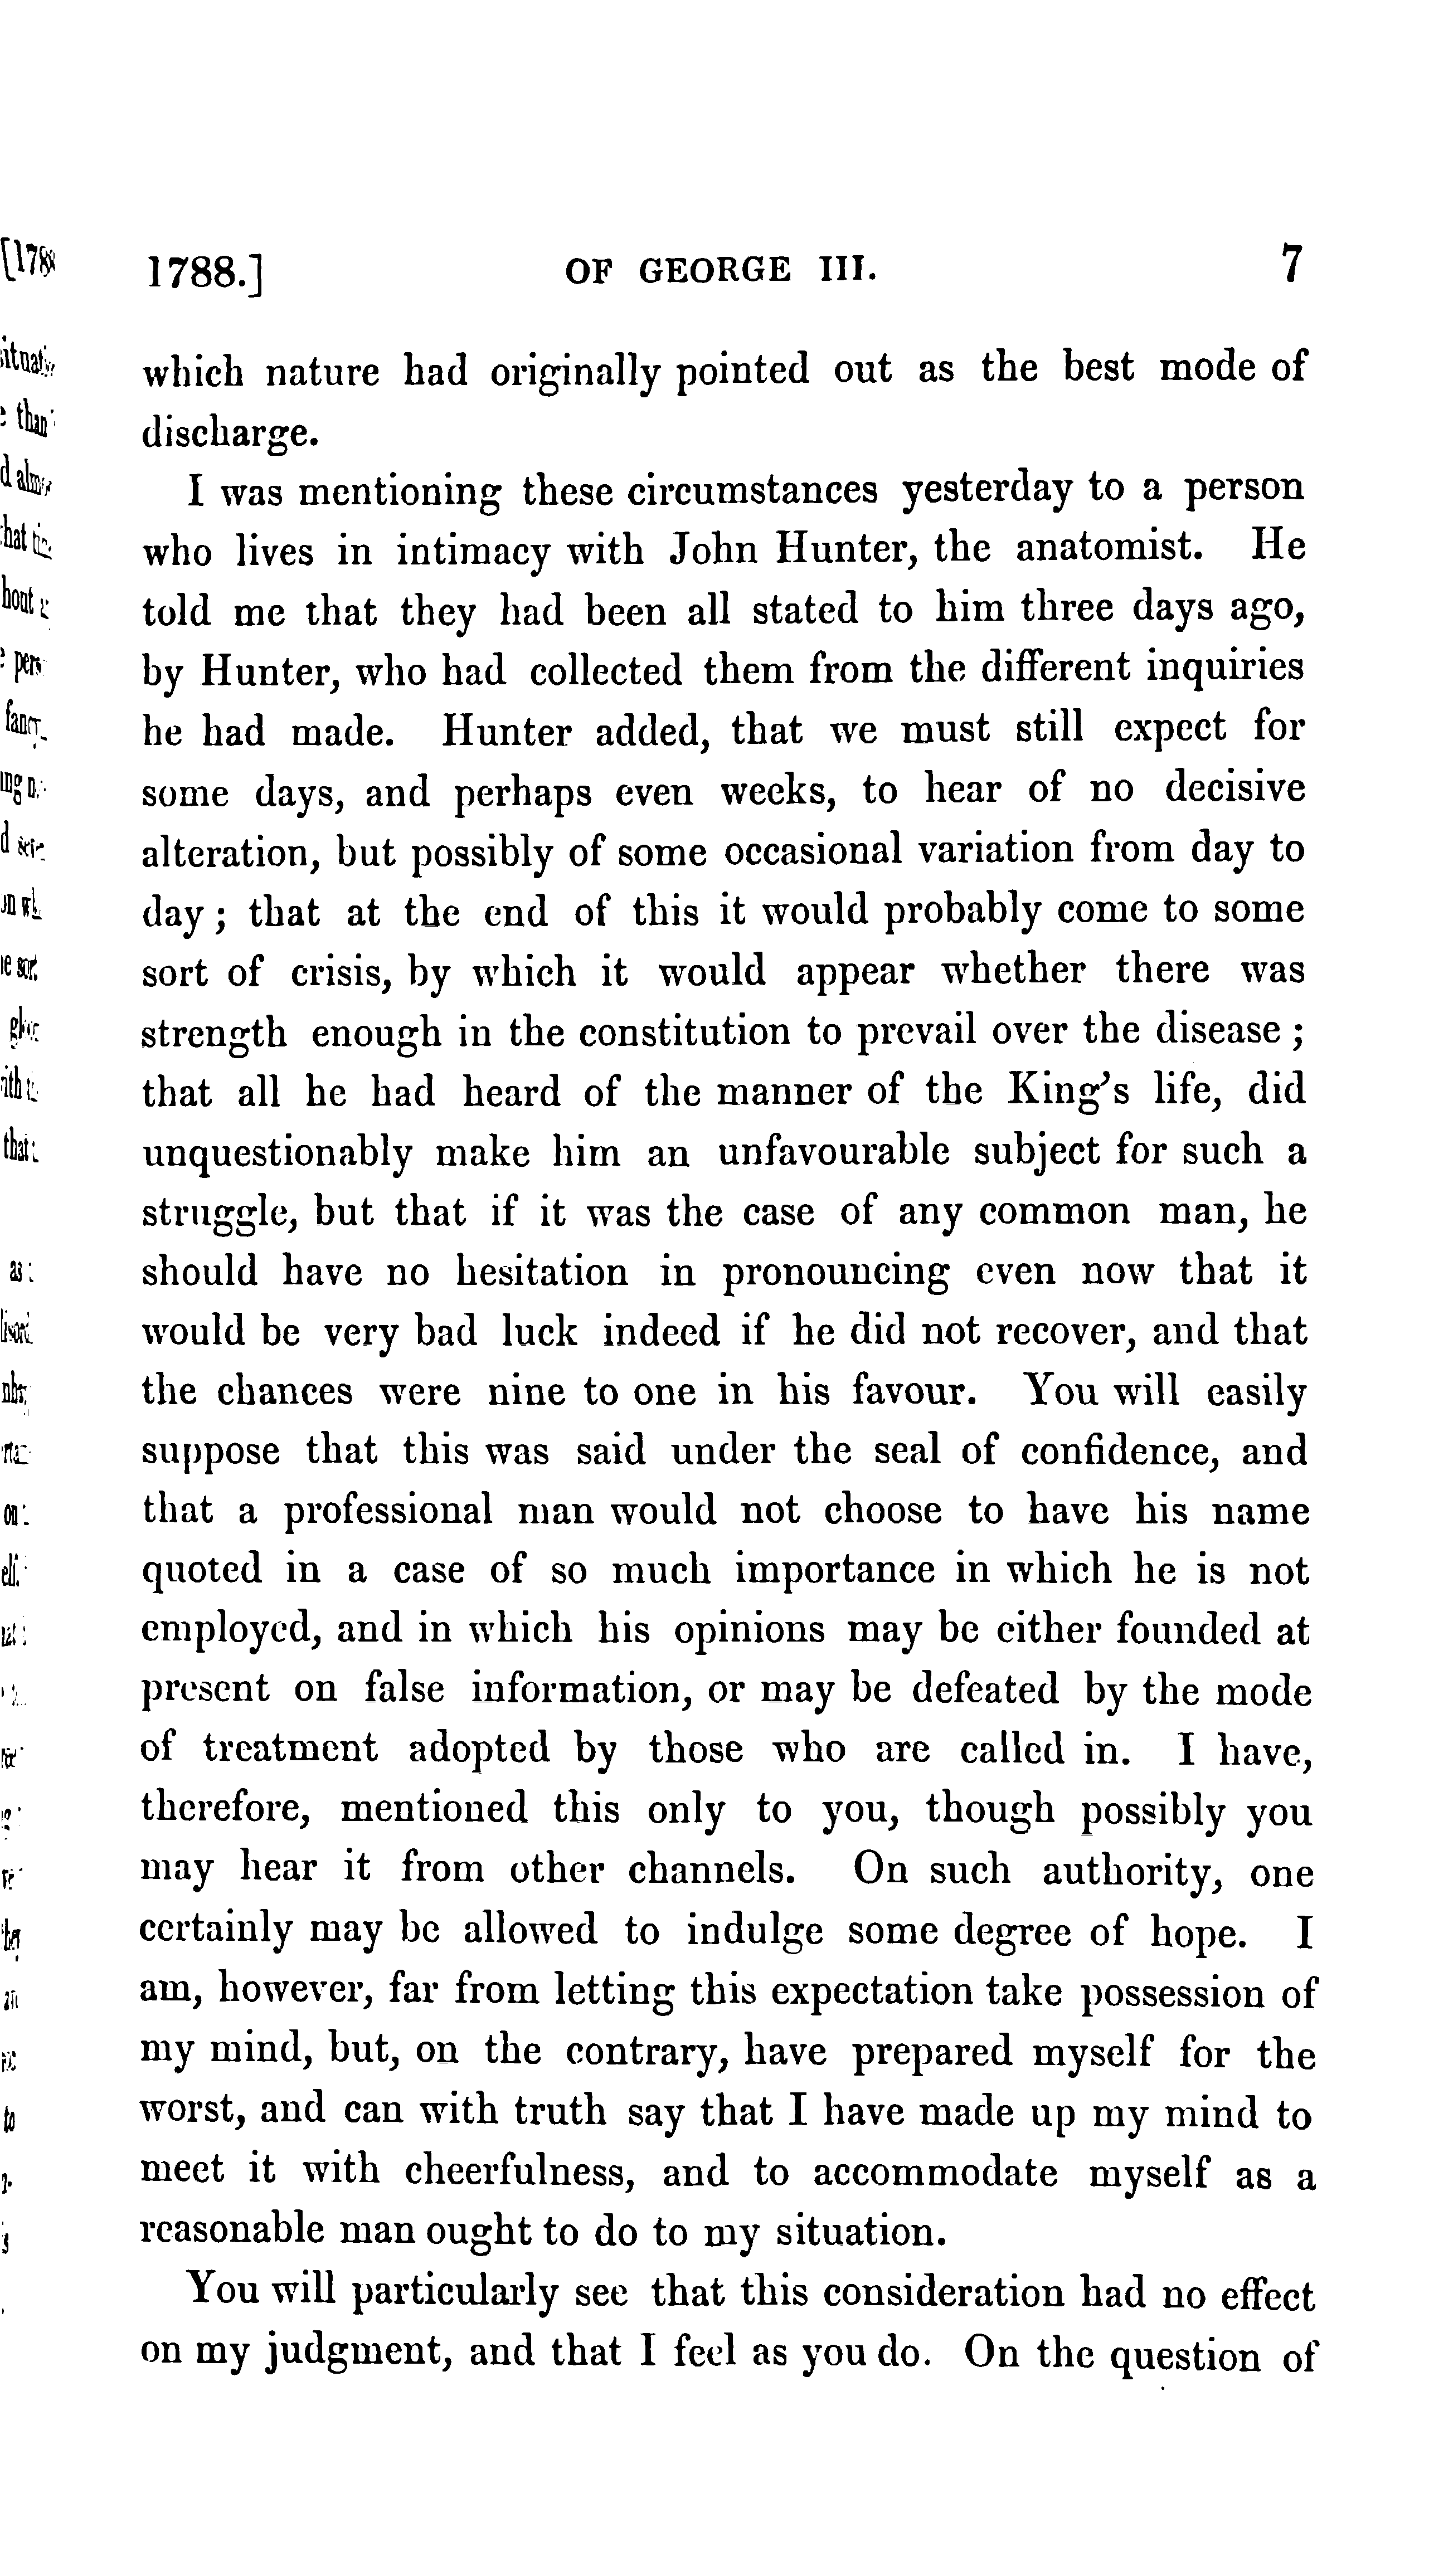 1788.] OF GEORGE III. 7
which nature had originally pointed out as the best mode of
discharge.
I was mentioning these circumstances yesterday to a person
who lives in intimacy with John Hunter, the anatomist. He
told me that they had been all stated to him three days ago,
by Hunter, who had collected them from the different inquiries
he had made. Hunter added, that we must still expect for
some days, and perhaps even weeks, to hear of no decisive
alteration, but possibly of some occasional variation from day to
day ; that at the end of this it would probably come to some
sort of crisis, by which it would appear whether there was
strength enough in the constitution to prevail over the disease ;
that all he had heard of the manner of the King's life, did
unquestionably make him an unfavourable subject for such a
struggle, but that if it was the case of any common man, he
should have no hesitation in pronouncing even now that it
would be very bad luck indeed if he did not recover, and that
the chances were nine to one in his favour. You will easily
suppose that this was said under the seal of confidence, and
that a professional man would not choose to have his name
quoted in a case of so much importance in which he is not
employed, and in which his opinions may be either founded at
present on false information, or may be defeated by the mode
of treatment adopted by those who are called in. I have,
therefore, mentioned this only to you, though possibly you
may hear it from other channels. On such authority, one
certainly may be allowed to indulge some degree of hope. I
am, however, far from letting this expectation take possession of
my mind, but, on the contrary, have prepared myself for the
worst, and can with truth say that I have made up my mind to
meet it with cheerfulness, and to accommodate myself as a
reasonable man ought to do to my situation.
You will particularly see that this consideration had no effect
on my judgment, and that I feel as you do. On the question of